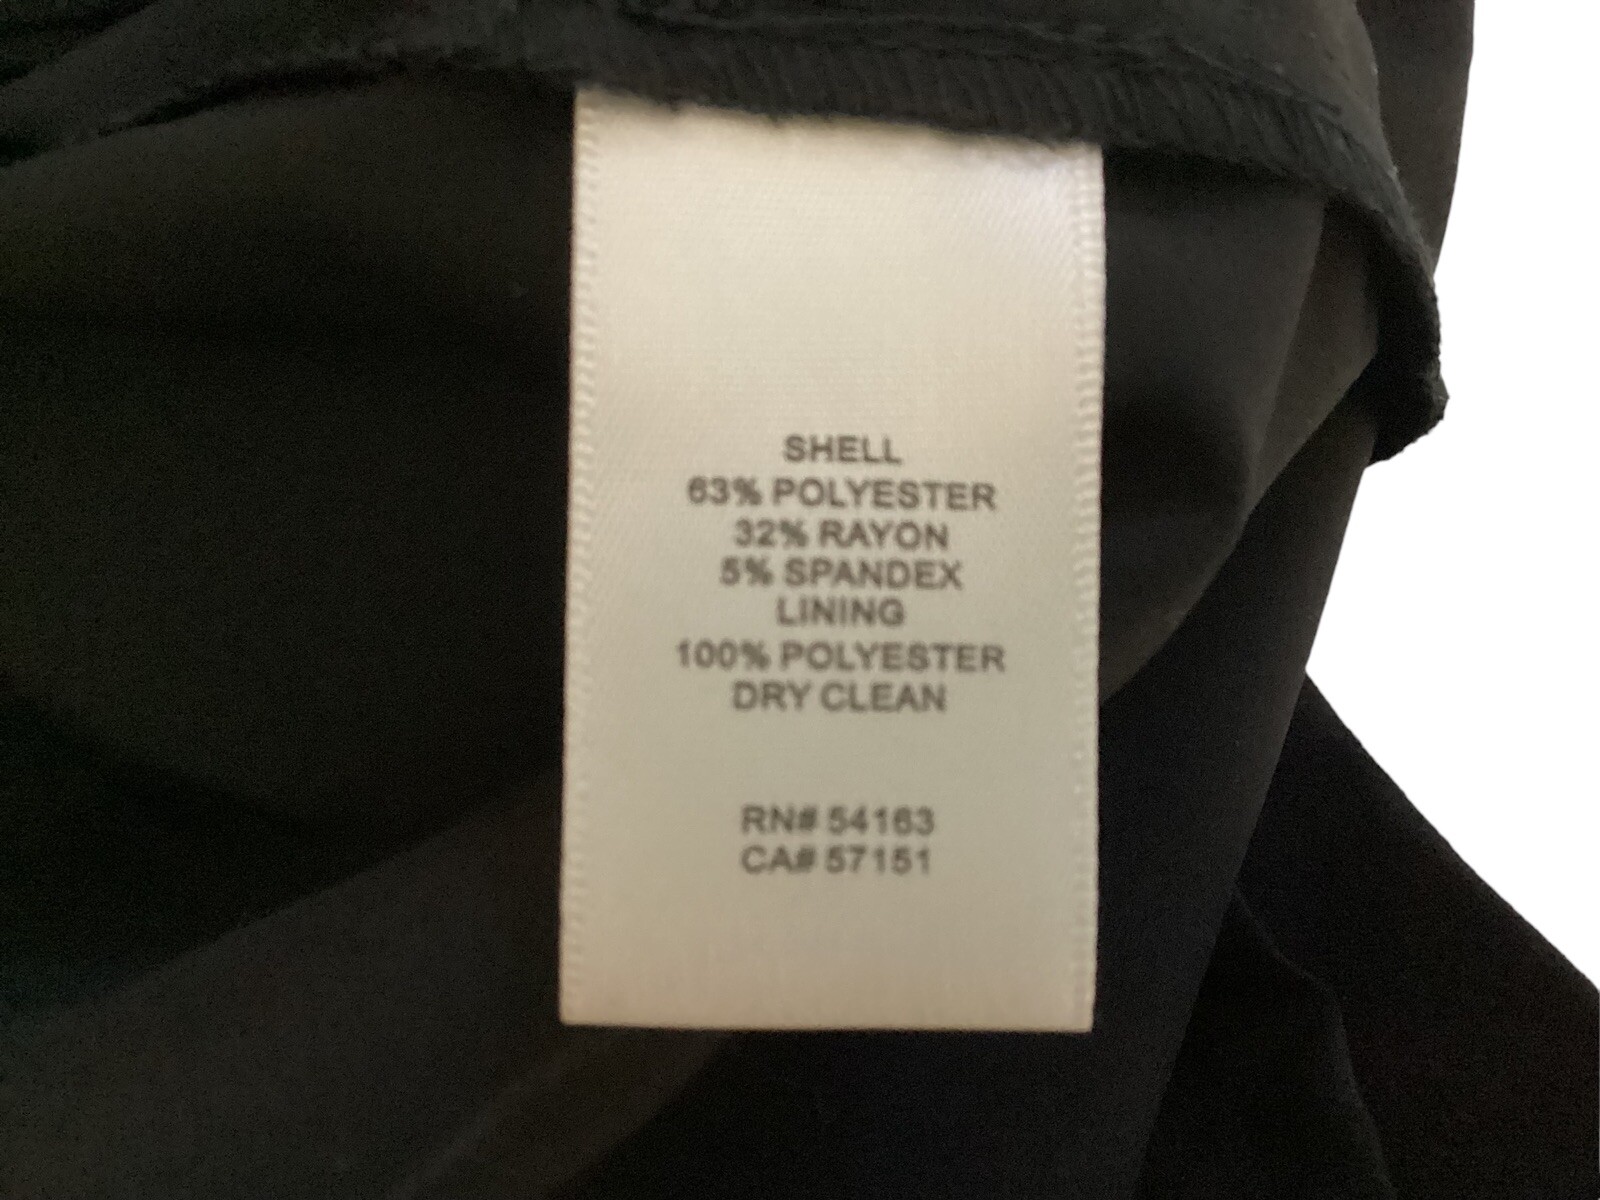 SHELL
63% POLYESTER
32% RAYON
5% SPANDEX
LINING
100% POLYESTER
DRY CLEAN
RN# 54163
CA# 57151